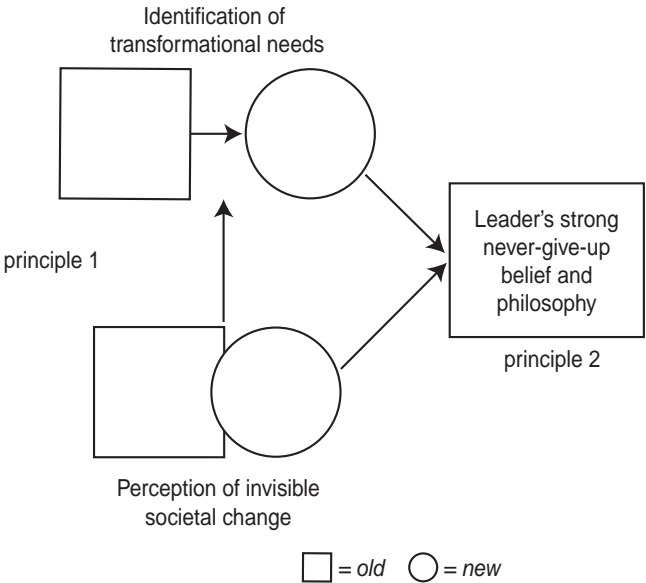 Identification of
transformational needs
Leader’s strong
never-give-up
belief and
philosophy
principle 1
principle 2
Perception of invisible
societal change
= old = new